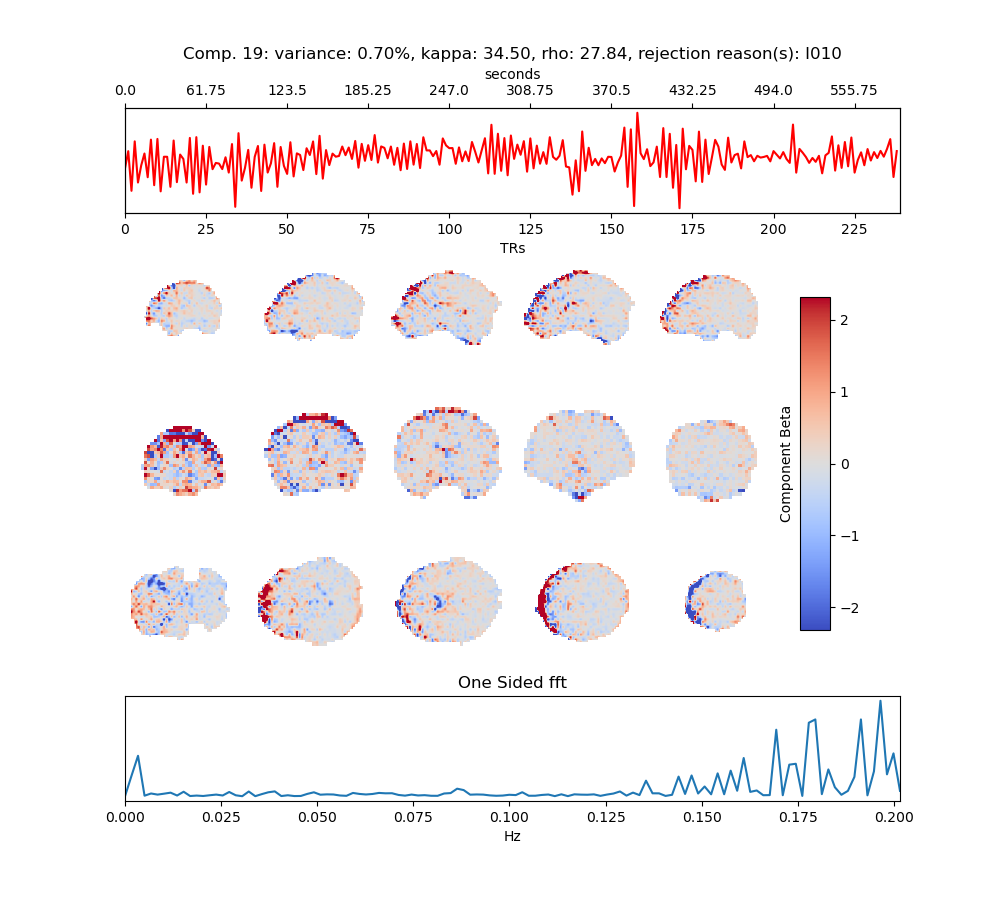 Comp. 19: variance: 0.70%, kappa: 34.50, rho: 27.84, rejection reason(s): I010
seconds
0.0 61.75 123.5 185.25 247.0 308.75 370.5 432.25 494.0 555.75
0 25 50 75 100 125 150 175 200 225
TRs
2
1
0
−1
−2
Component Beta
One Sided fft
0.000 0.025 0.050 0.075 0.100 0.125 0.150 0.175 0.200
Hz